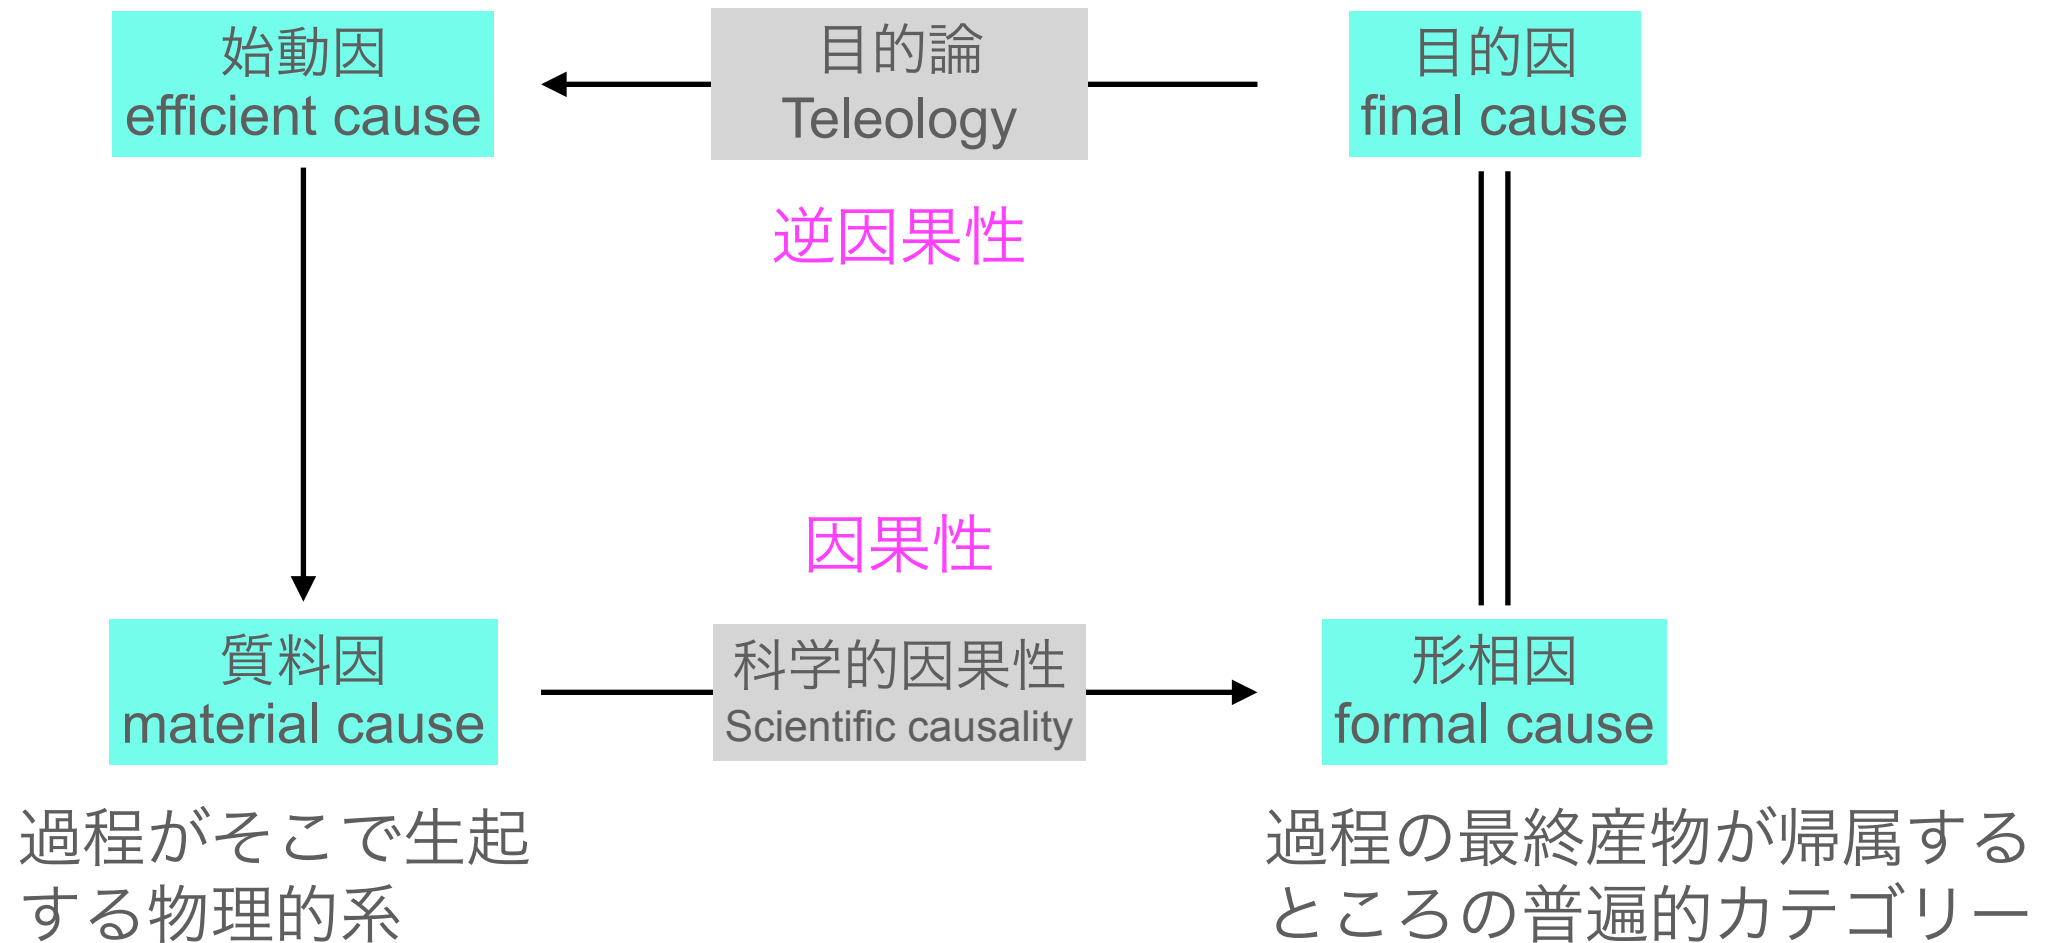 始動因
efficient cause
目的論
Teleology
目的因
final cause
逆因果性
因果性
質料因
material cause
科学的因果性
Scientific causality
形相因
formal cause
過程がそこで生起
する物理的系
過程の最終産物が帰属する
ところの普遍的カテゴリー